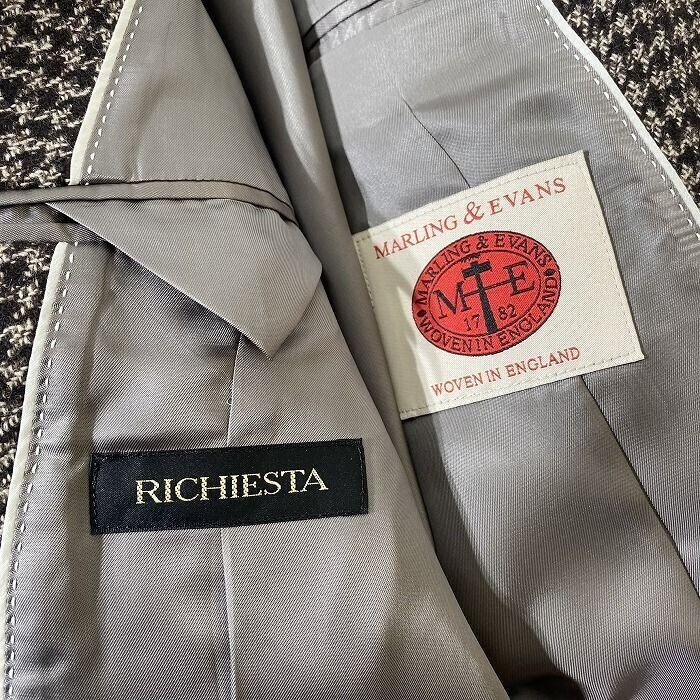 MARLING & EVANS
MARLING & EVANS
M E
17 82
WOVEN IN ENGLAND
WOVEN IN ENGLAND
RICHIESTA